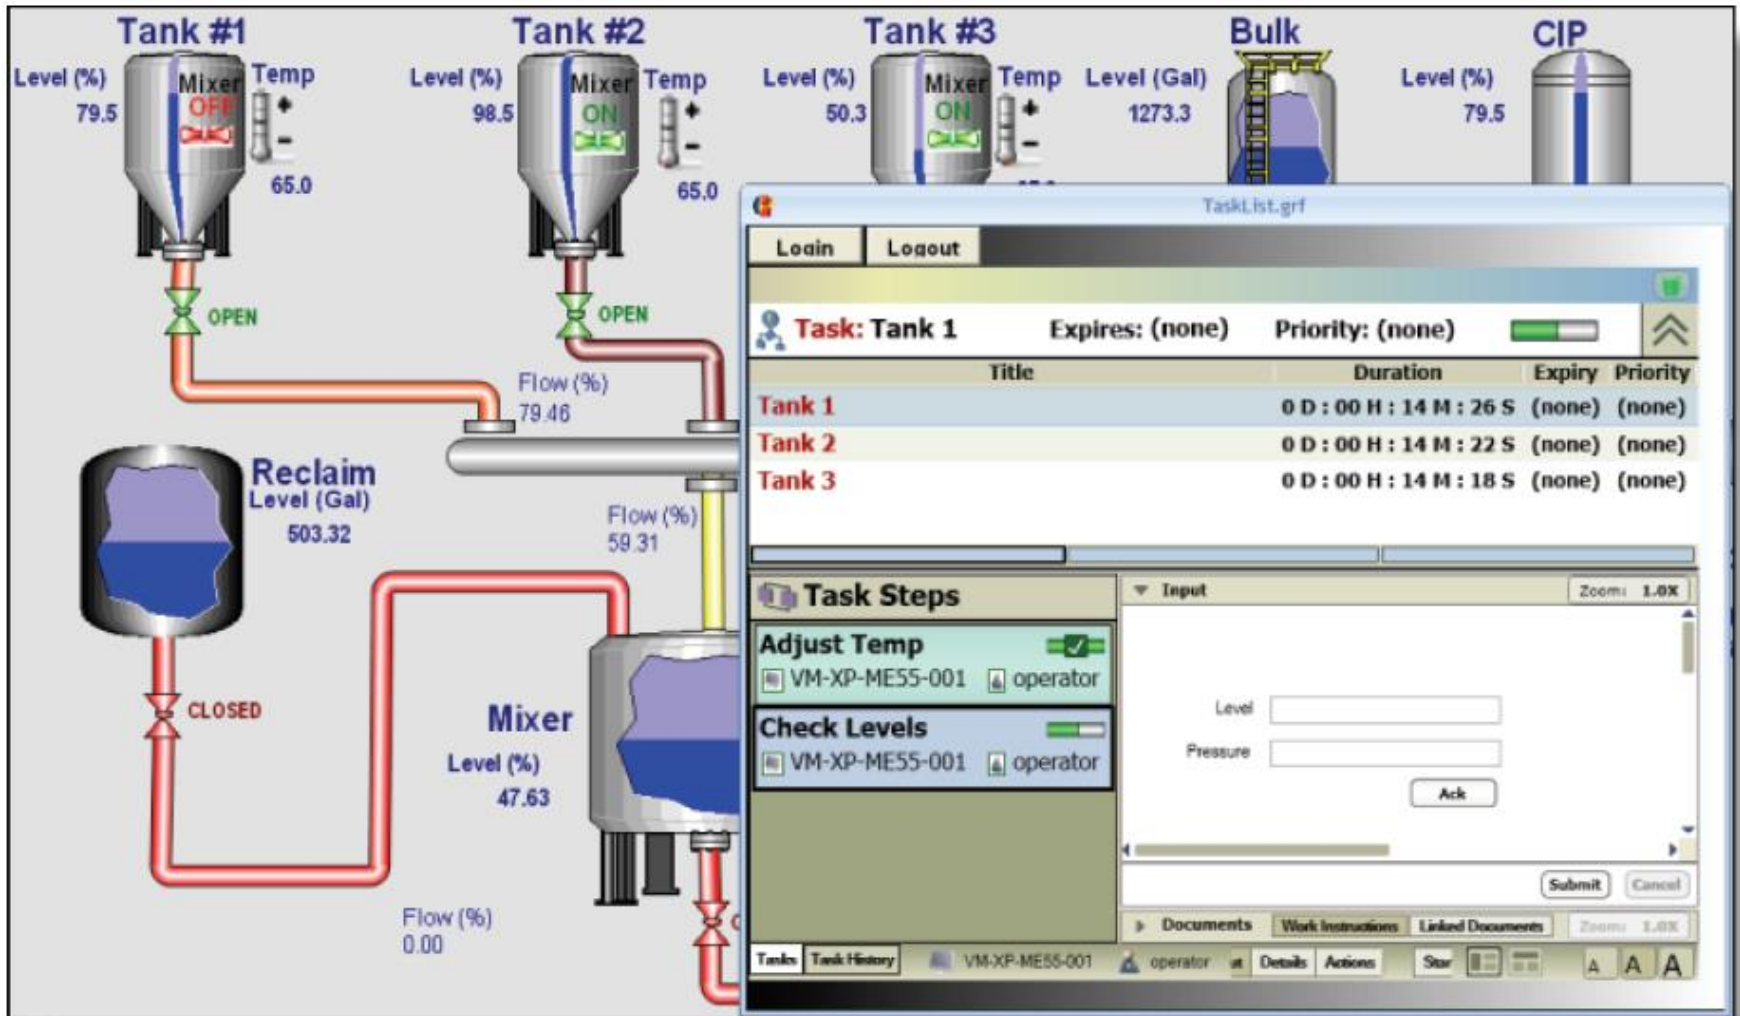 Tank #1
Tank #2
Tank #3
Bulk
CIP
Level (%)
79.5
Mixer
OFF
Temp
+
-
65.0
Level (%)
98.5
Mixer
ON
Temp
+
-
65.0
Level (%)
50.3
Mixer
ON
Temp
+
-
Level (Gal)
1273.3
Level (%)
79.5
OPEN
OPEN
Flow (%)
79.46
Reclaim
Level (Gal)
503.32
Flow (%)
59.31
CLOSED
Mixer
Level (%)
47.63
Flow (%)
0.00
TaskList.grf
Login Logout
Task: Tank 1 Expires: (none) Priority: (none)
Title Duration Expiry Priority
Tank 1 0 D : 00 H : 14 M : 26 S (none) (none)
Tank 2 0 D : 00 H : 14 M : 22 S (none) (none)
Tank 3 0 D : 00 H : 14 M : 18 S (none) (none)
Task Steps
Adjust Temp
VM-XP-ME55-001 operator
Check Levels
VM-XP-ME55-001 operator
Input Zoom: 1.0X
Level
Pressure
Ack
Submit Cancel
Documents Work Instructions Linked Documents Zoom: 1.0X
Tasks Task History VM-XP-ME55-001 operator at Details Actions Star A A A